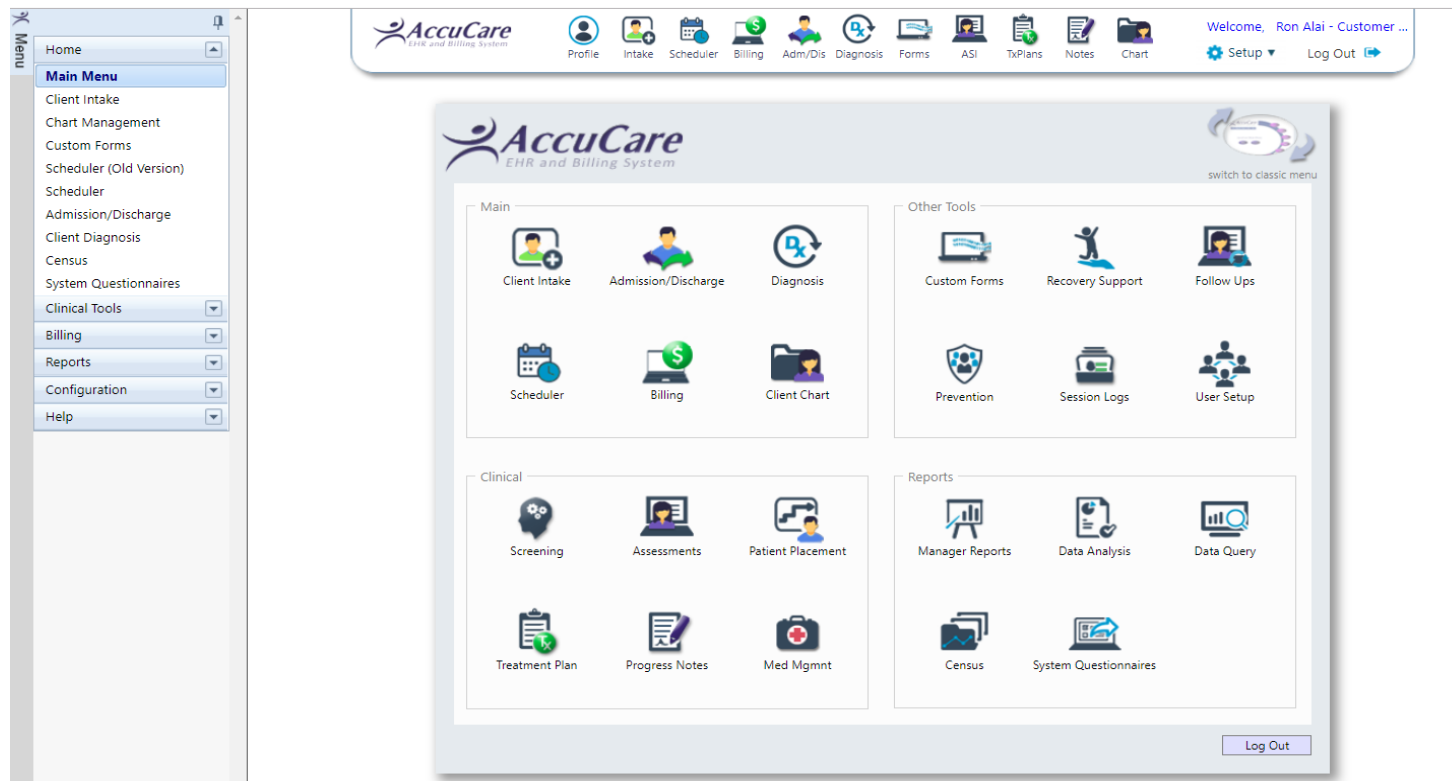 Menu
Home
Main Menu
Client Intake
Chart Management
Custom Forms
Scheduler (Old Version)
Scheduler
Admission/Discharge
Client Diagnosis
Census
System Questionnaires
Clinical Tools
Billing
Reports
Configuration
Help
AccuCare
EHR and Billing System
Profile Intake Scheduler Billing Adm/Dis Diagnosis Forms ASI TxPlans Notes Chart
Welcome, Ron Alai - Customer ...
Setup ▼ Log Out
AccuCare
EHR and Billing System
switch to classic menu
Main
Client Intake Admission/Discharge Diagnosis
Scheduler Billing Client Chart
Other Tools
Custom Forms Recovery Support Follow Ups
Prevention Session Logs User Setup
Clinical
Screening Assessments Patient Placement
Treatment Plan Progress Notes Med Mgmnt
Reports
Manager Reports Data Analysis Data Query
Census System Questionnaires
Log Out